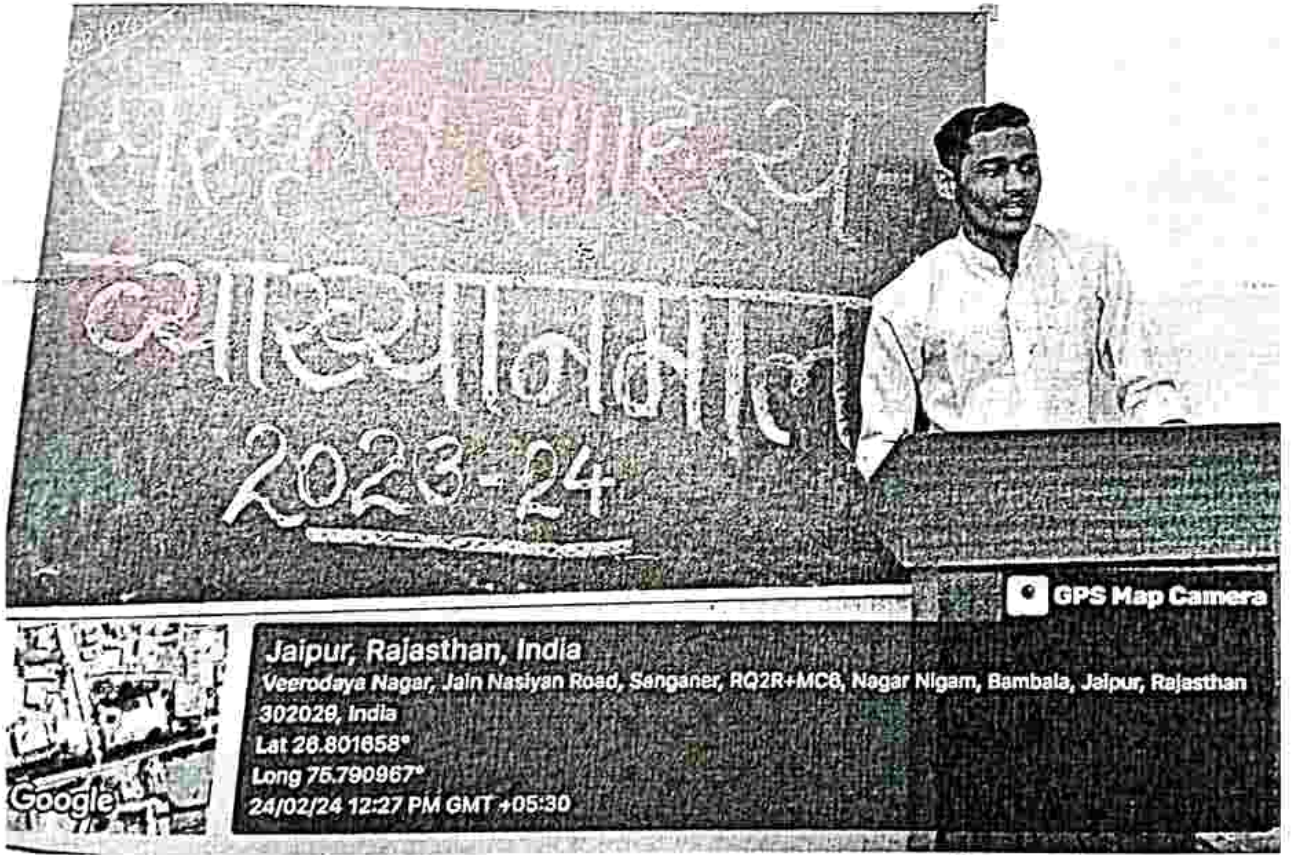 व्याख्यानमाला
2023-24
GPS Map Camera
Jaipur, Rajasthan, India
Veerodaya Nagar, Jain Nasiyan Road, Sanganer, RQ2R+MC6, Nagar Nigam, Bambala, Jaipur, Rajasthan
302029, India
Lat 26.801658°
Long 75.790967°
24/02/24 12:27 PM GMT +05:30
Google